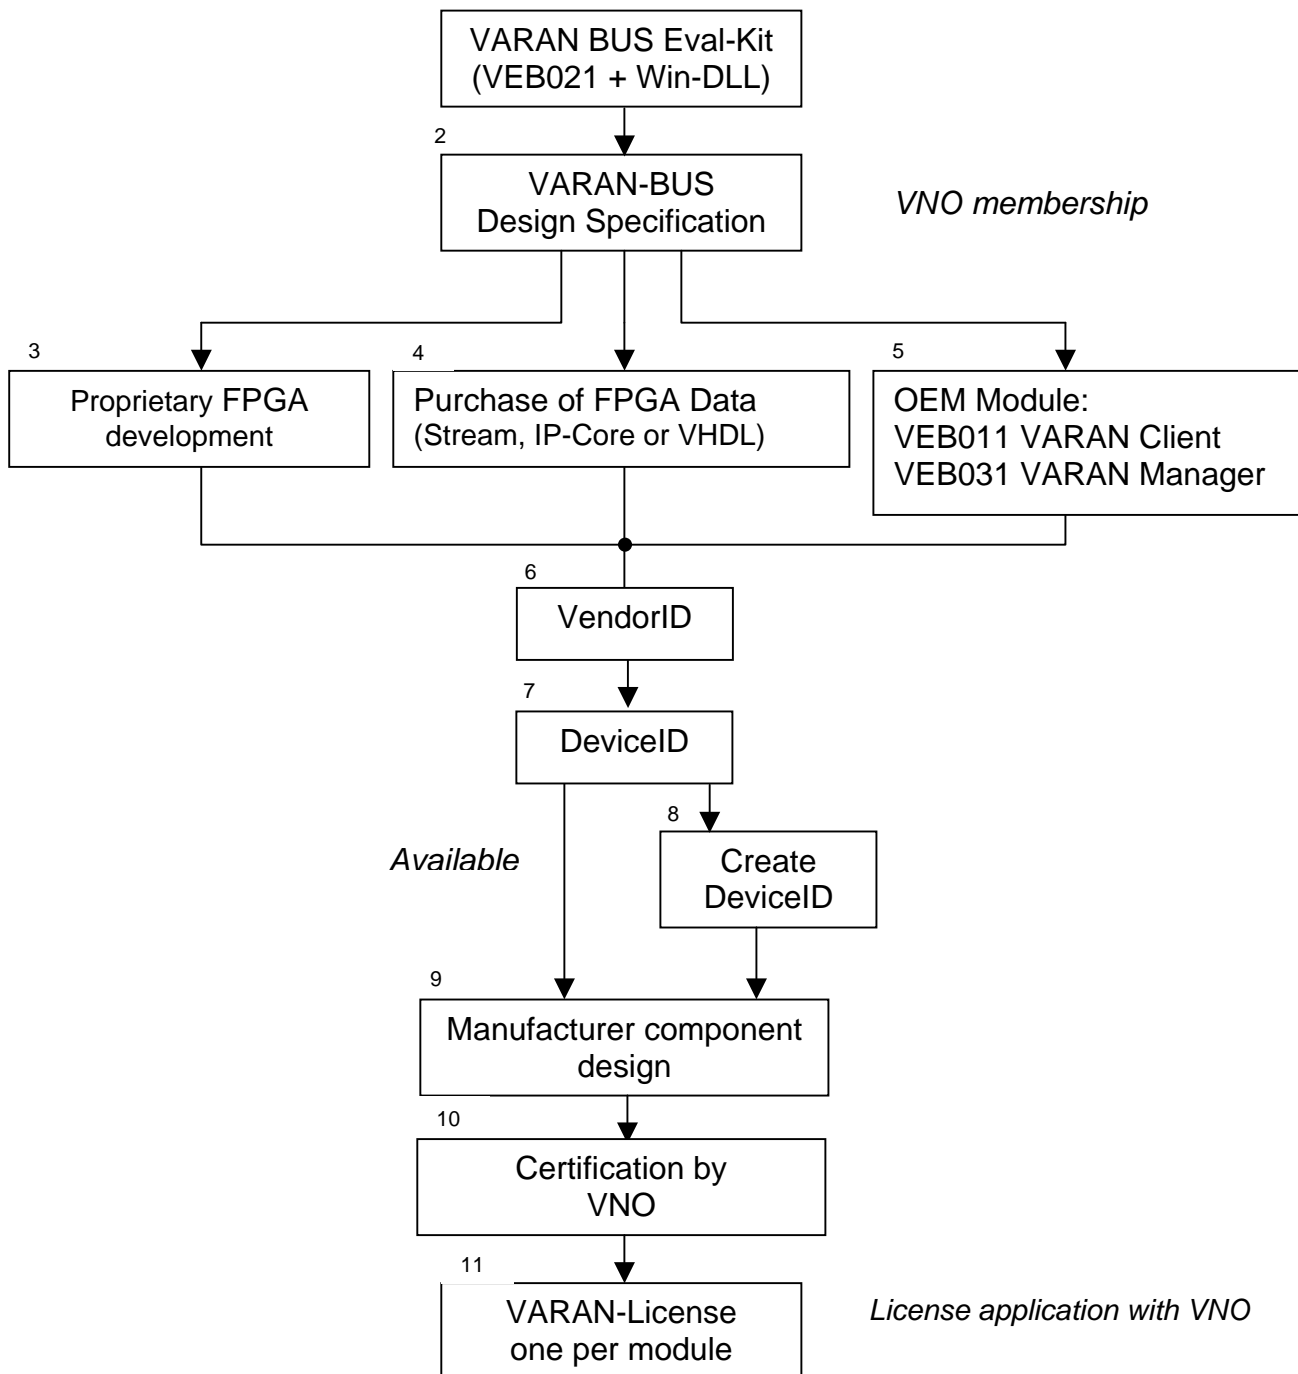 VARAN BUS Eval-Kit
(VEB021 + Win-DLL)
2
VARAN-BUS
Design Specification
VNO membership
3
Proprietary FPGA
development
4
Purchase of FPGA Data
(Stream, IP-Core or VHDL)
5
OEM Module:
VEB011 VARAN Client
VEB031 VARAN Manager
6
VendorID
7
DeviceID
8
Create
DeviceID
Available
9
Manufacturer component
design
10
Certification by
VNO
11
VARAN-License
one per module
License application with VNO